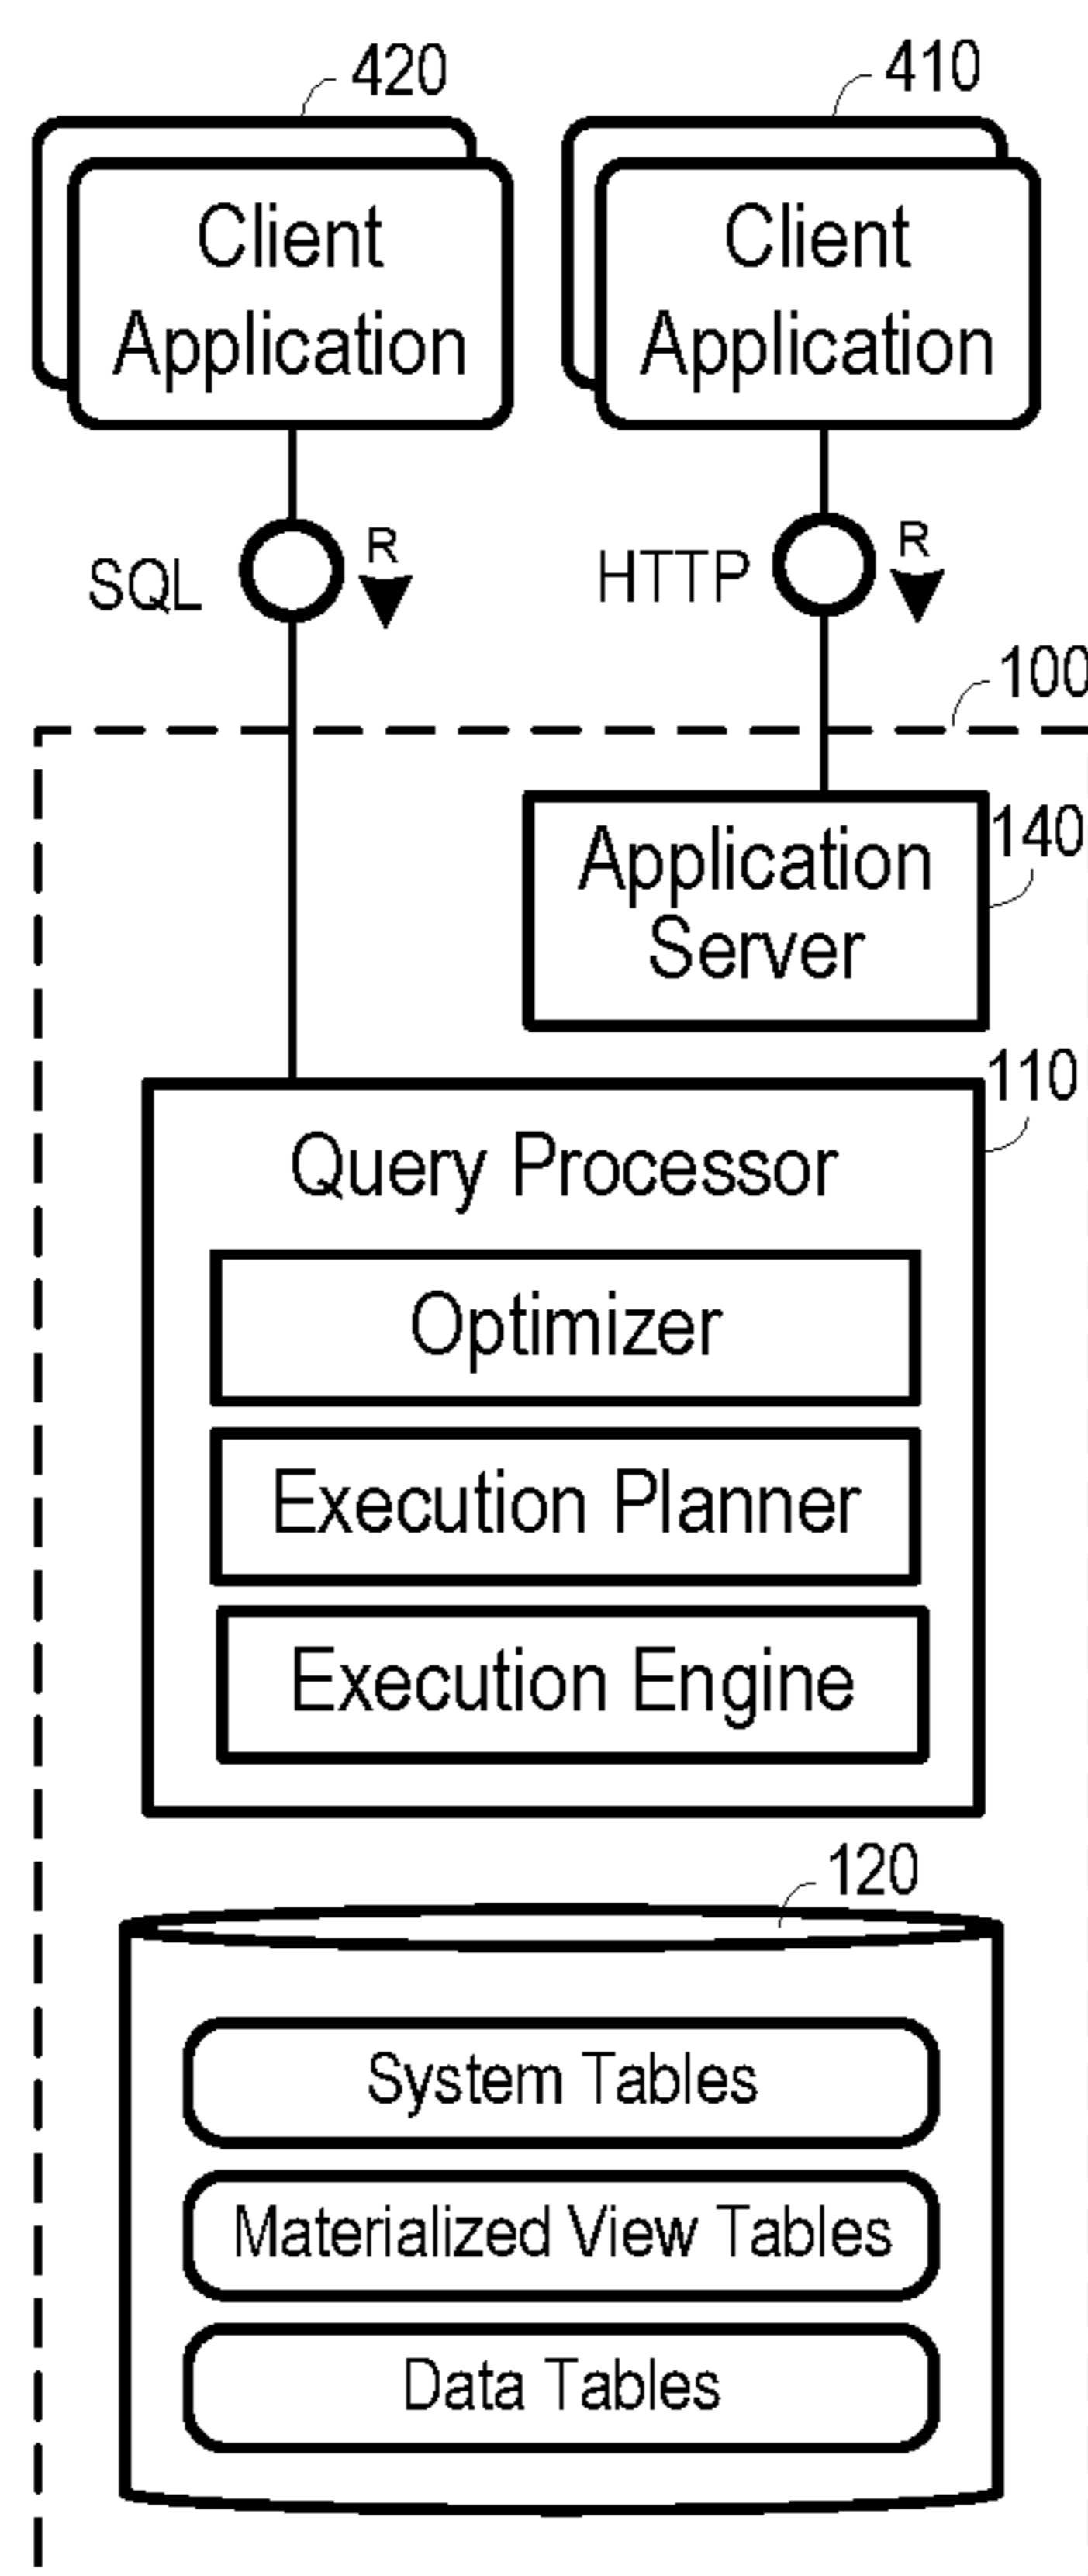 420
410
Client
Application
Client
Application
SQL
R
HTTP
R
100
Application
Server
140
110
Query Processor
Optimizer
Execution Planner
Execution Engine
120
System Tables
Materialized View Tables
Data Tables